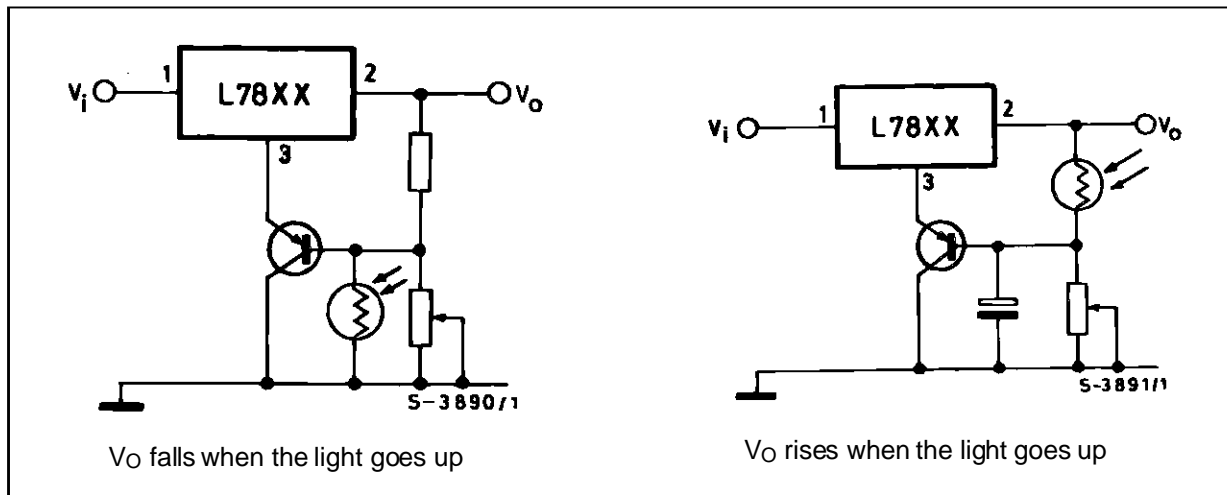 1
L78XX
2
Vi
Vo
3
S-3890/1
VO falls when the light goes up
1
L78XX
2
Vi
Vo
3
S-3891/1
VO rises when the light goes up